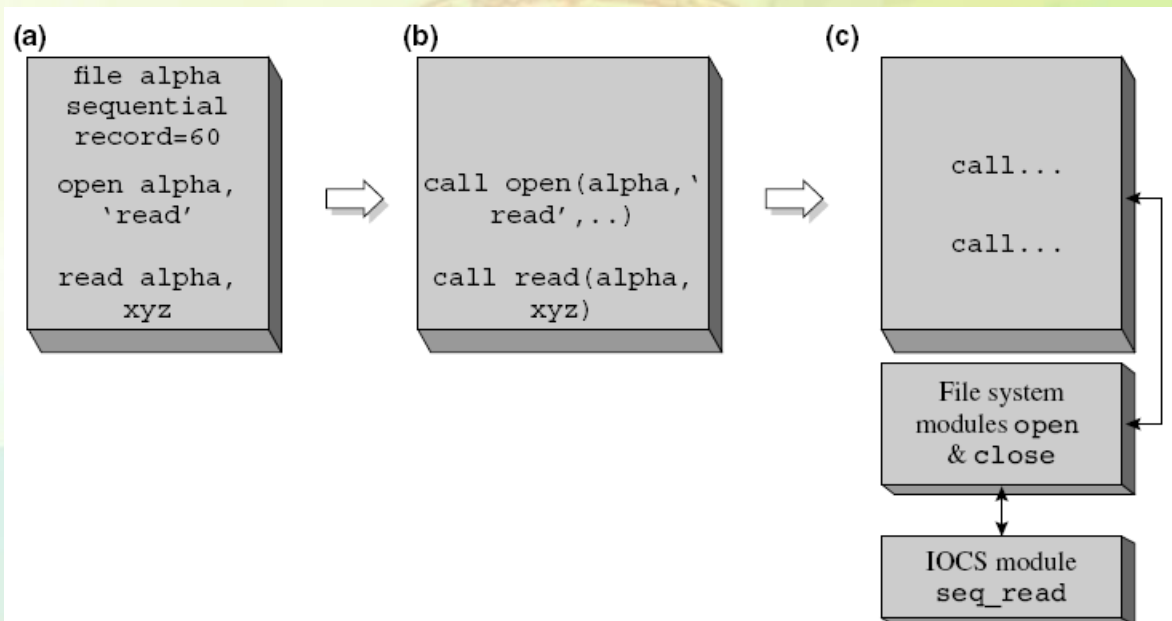 (a)
file alpha
sequential
record=60
open alpha,
‘read’
read alpha,
xyz
(b)
call open(alpha,‘
read’,..)
call read(alpha,
xyz)
(c)
call...
call...
File system
modules open
& close
IOCS module
seq_read